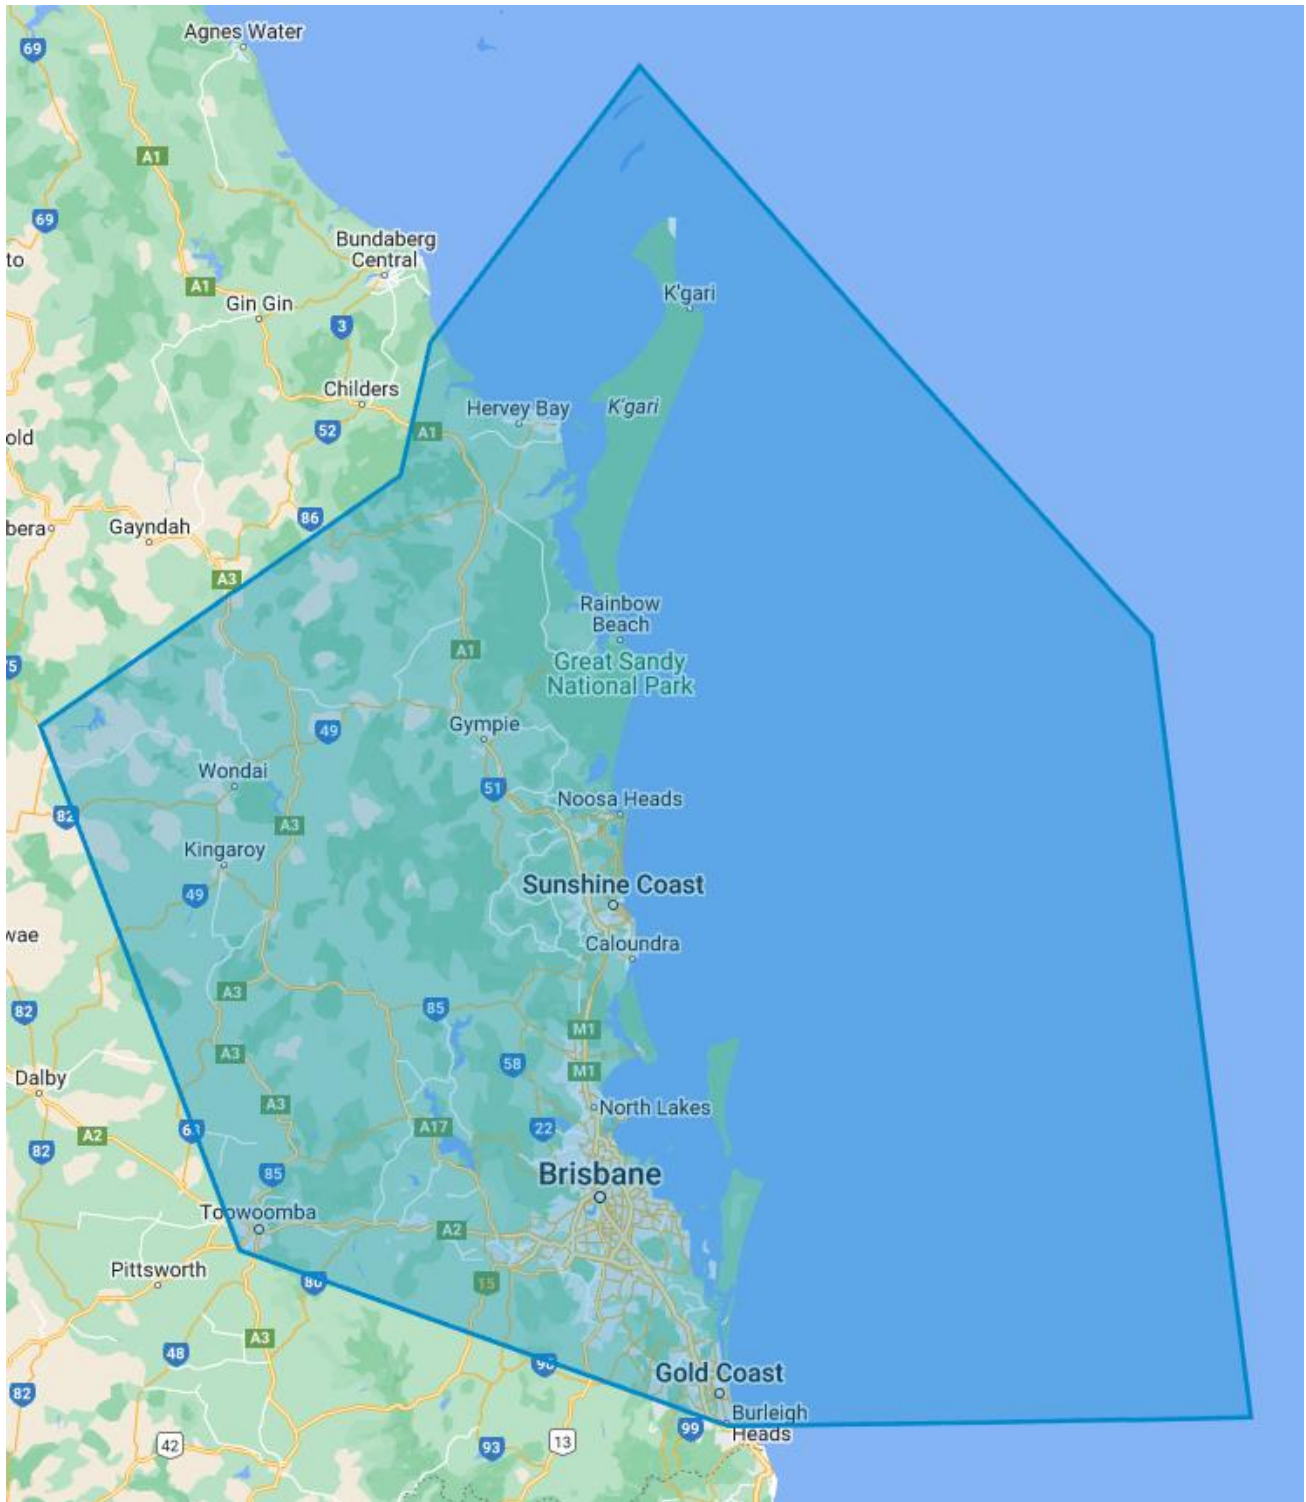 Agnes Water
69
A1
69
to
Bundaberg
Central
A1
K'gari
Gin Gin
3
Childers
K'gari
Hervey Bay
52
A1
old
86
bera
Gayndah
A3
Rainbow
Beach
A1
Great Sandy
National Park
75
49
Gympie
Wondai
51
Noosa Heads
82
A3
Kingaroy
49
Sunshine Coast
wae
Caloundra
A3
85
82
M1
A3
58
M1
Dalby
A3
North Lakes
A2
63
A17
22
82
85
Brisbane
Toowoomba
A2
Pittsworth
86
15
A3
48
90
Gold Coast
82
Burleigh
Heads
99
42
93
13